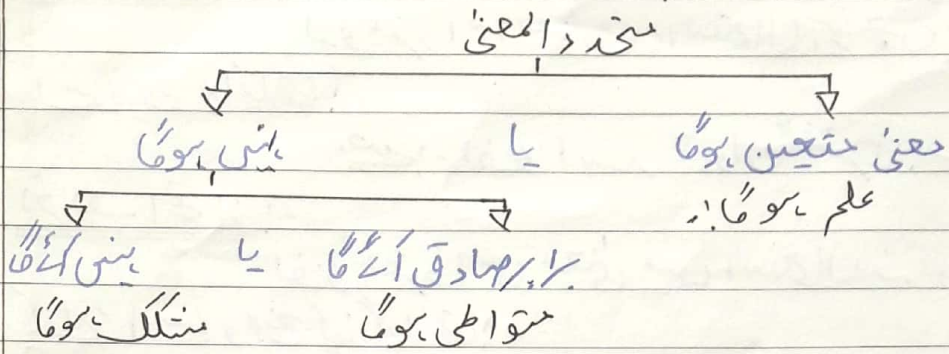 متحد المعنیٰ
معنیٰ متعین ہوگا یا نہیں ہوگا
علم ہوگا!۔
برابر صادق آئے گا یا نہیں آئے گا
متواطی ہوگا مشکک ہوگا